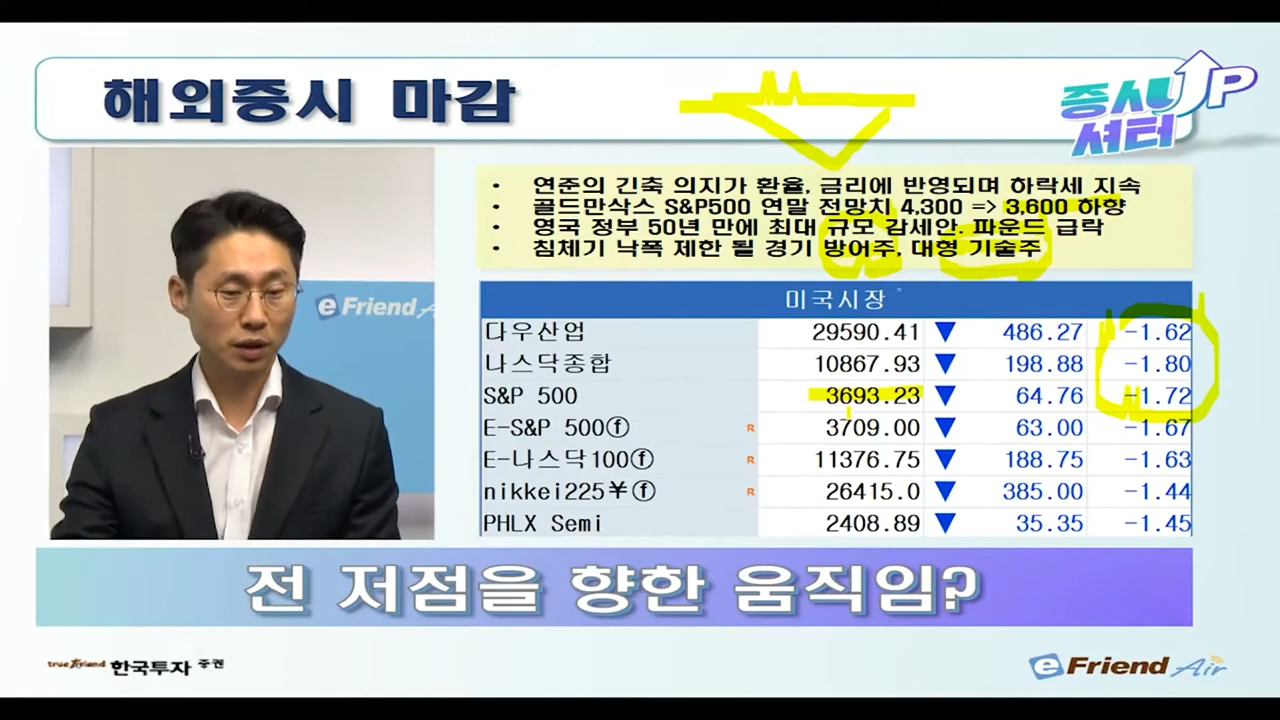 해외증시 마감
증시UP
셔터
eFriend A
• 연준의 긴축 의지가 환율, 금리에 반영되며 하락세 지속
• 골드만삭스 S&P500 연말 전망치 4,300 => 3,600 하향
• 영국 정부 50년 만에 최대 규모 감세안. 파운드 급락
• 침체기 낙폭 제한 될 경기 방어주, 대형 기술주
미국시장
다우산업 29590.41 ▼ 486.27 -1.62
나스닥종합 10867.93 ▼ 198.88 -1.80
S&P 500 3693.23 ▼ 64.76 -1.72
E-S&P 500ⓕ R 3709.00 ▼ 63.00 -1.67
E-나스닥100ⓕ R 11376.75 ▼ 188.75 -1.63
nikkei225￥ⓕ R 26415.0 ▼ 385.00 -1.44
PHLX Semi 2408.89 ▼ 35.35 -1.45
전 저점을 향한 움직임?
true friend 한국투자 증권
eFriend Air